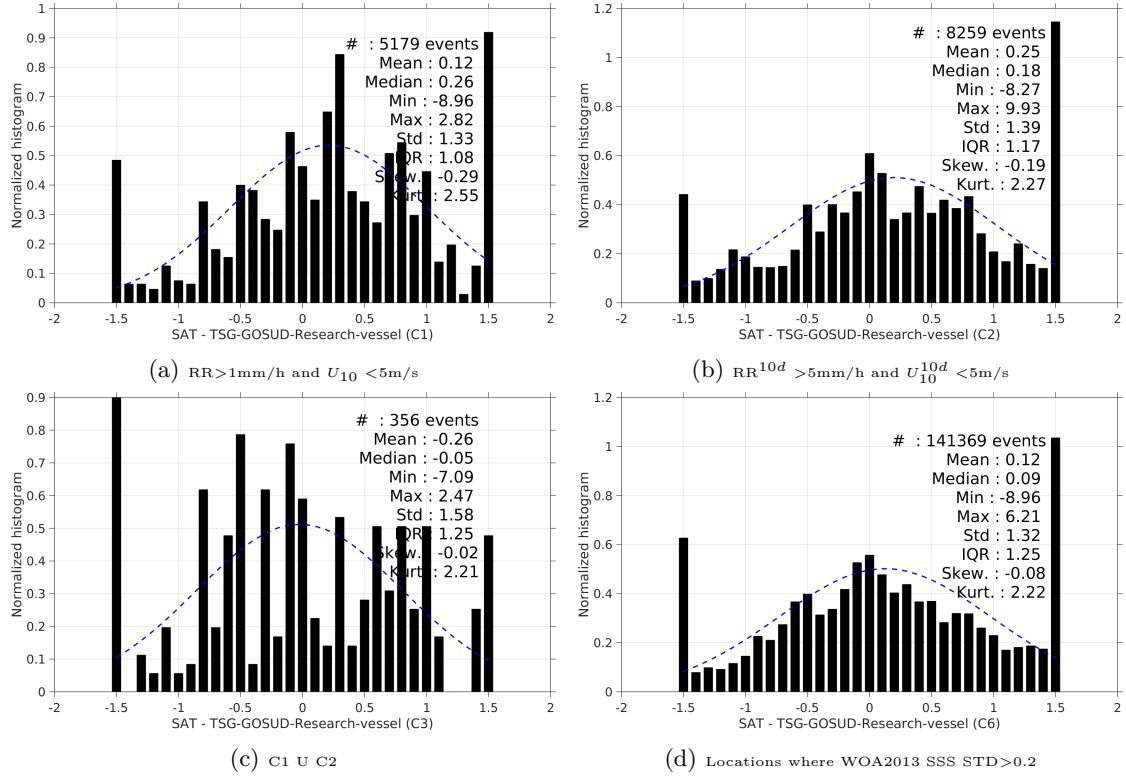 Normalized histogram
1
0.9
0.8
0.7
0.6
0.5
0.4
0.3
0.2
0.1
0
-2 -1.5 -1 -0.5 0 0.5 1 1.5 2
SAT - TSG-GOSUD-Research-vessel (C1)
# : 5179 events
Mean : 0.12
Median : 0.26
Min : -8.96
Max : 2.82
Std : 1.33
IQR : 1.08
Skew. : -0.29
Kurt. : 2.55
(a) RR>1mm/h and U10 <5m/s
Normalized histogram
1.2
1
0.8
0.6
0.4
0.2
0
-2 -1.5 -1 -0.5 0 0.5 1 1.5 2
SAT - TSG-GOSUD-Research-vessel (C2)
# : 8259 events
Mean : 0.25
Median : 0.18
Min : -8.27
Max : 9.93
Std : 1.39
IQR : 1.17
Skew. : -0.19
Kurt. : 2.27
(b) RR^10d >5mm/h and U10^10d <5m/s
Normalized histogram
0.9
0.8
0.7
0.6
0.5
0.4
0.3
0.2
0.1
0
-2 -1.5 -1 -0.5 0 0.5 1 1.5 2
SAT - TSG-GOSUD-Research-vessel (C3)
# : 356 events
Mean : -0.26
Median : -0.05
Min : -7.09
Max : 2.47
Std : 1.58
IQR : 1.25
Skew. : -0.02
Kurt. : 2.21
(c) C1 U C2
Normalized histogram
1.2
1
0.8
0.6
0.4
0.2
0
-2 -1.5 -1 -0.5 0 0.5 1 1.5 2
SAT - TSG-GOSUD-Research-vessel (C6)
# : 141369 events
Mean : 0.12
Median : 0.09
Min : -8.96
Max : 6.21
Std : 1.32
IQR : 1.25
Skew. : -0.08
Kurt. : 2.22
(d) Locations where WOA2013 SSS STD>0.2